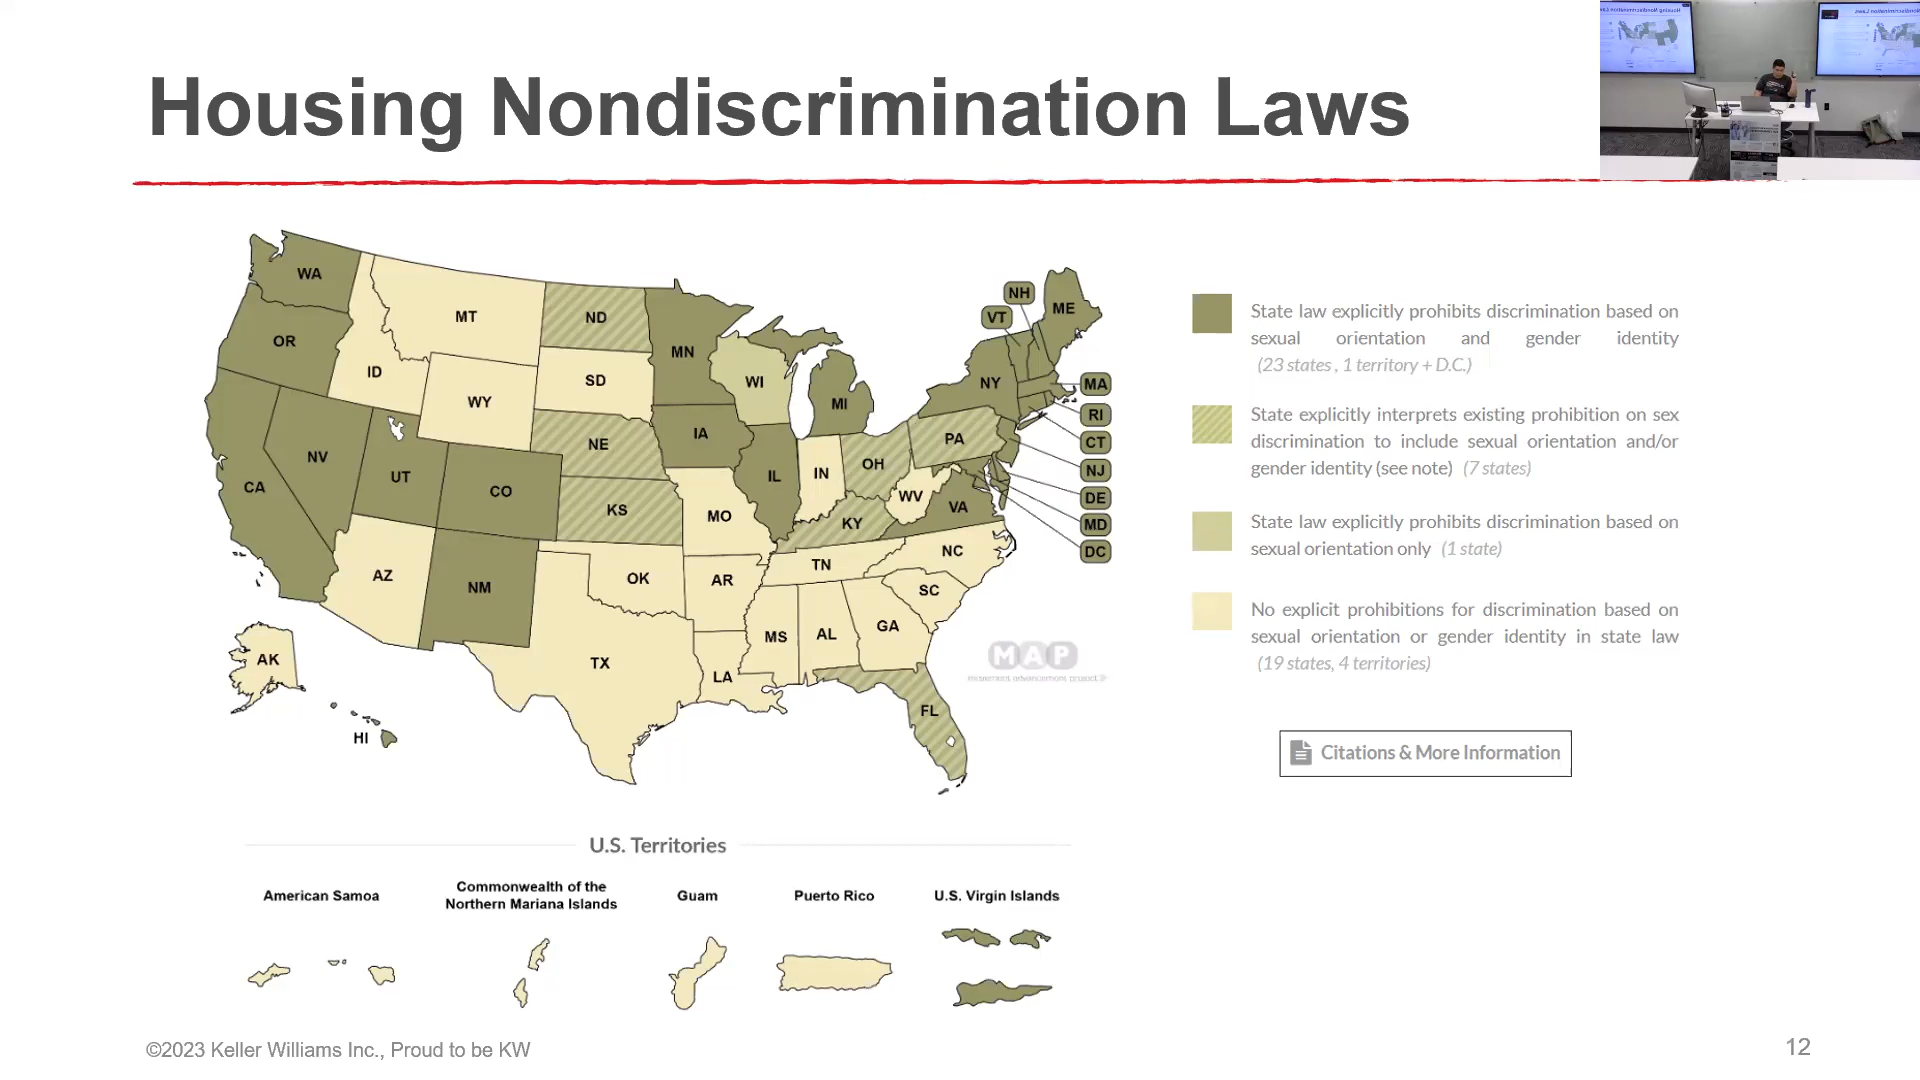 Housing Nondiscrimination Laws
WA
OR
CA
NV
ID
MT
WY
UT
CO
AZ
NM
ND
SD
NE
KS
OK
TX
MN
IA
MO
AR
LA
WI
IL
MI
IN
OH
KY
TN
MS
AL
GA
FL
SC
NC
VA
WV
PA
NY
VT
NH
ME
MA
RI
CT
NJ
DE
MD
DC
AK
HI
MAP
movement advancement project
State law explicitly prohibits discrimination based on
sexual orientation and gender identity
(23 states , 1 territory + D.C.)
State explicitly interprets existing prohibition on sex
discrimination to include sexual orientation and/or
gender identity (see note) (7 states)
State law explicitly prohibits discrimination based on
sexual orientation only (1 state)
No explicit prohibitions for discrimination based on
sexual orientation or gender identity in state law
(19 states, 4 territories)
Citations & More Information
U.S. Territories
American Samoa
Commonwealth of the
Northern Mariana Islands
Guam
Puerto Rico
U.S. Virgin Islands
©2023 Keller Williams Inc., Proud to be KW
12